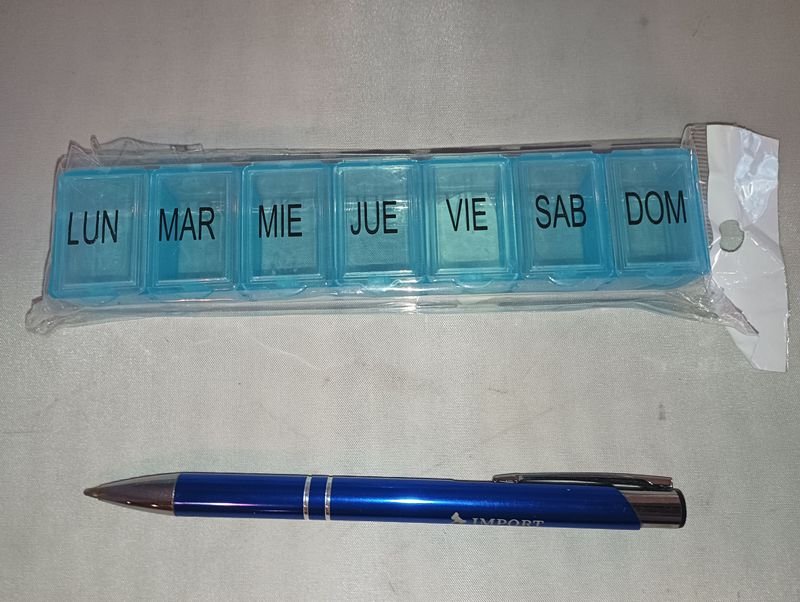 LUN MAR MIE JUE VIE SAB DOM
IMPORT